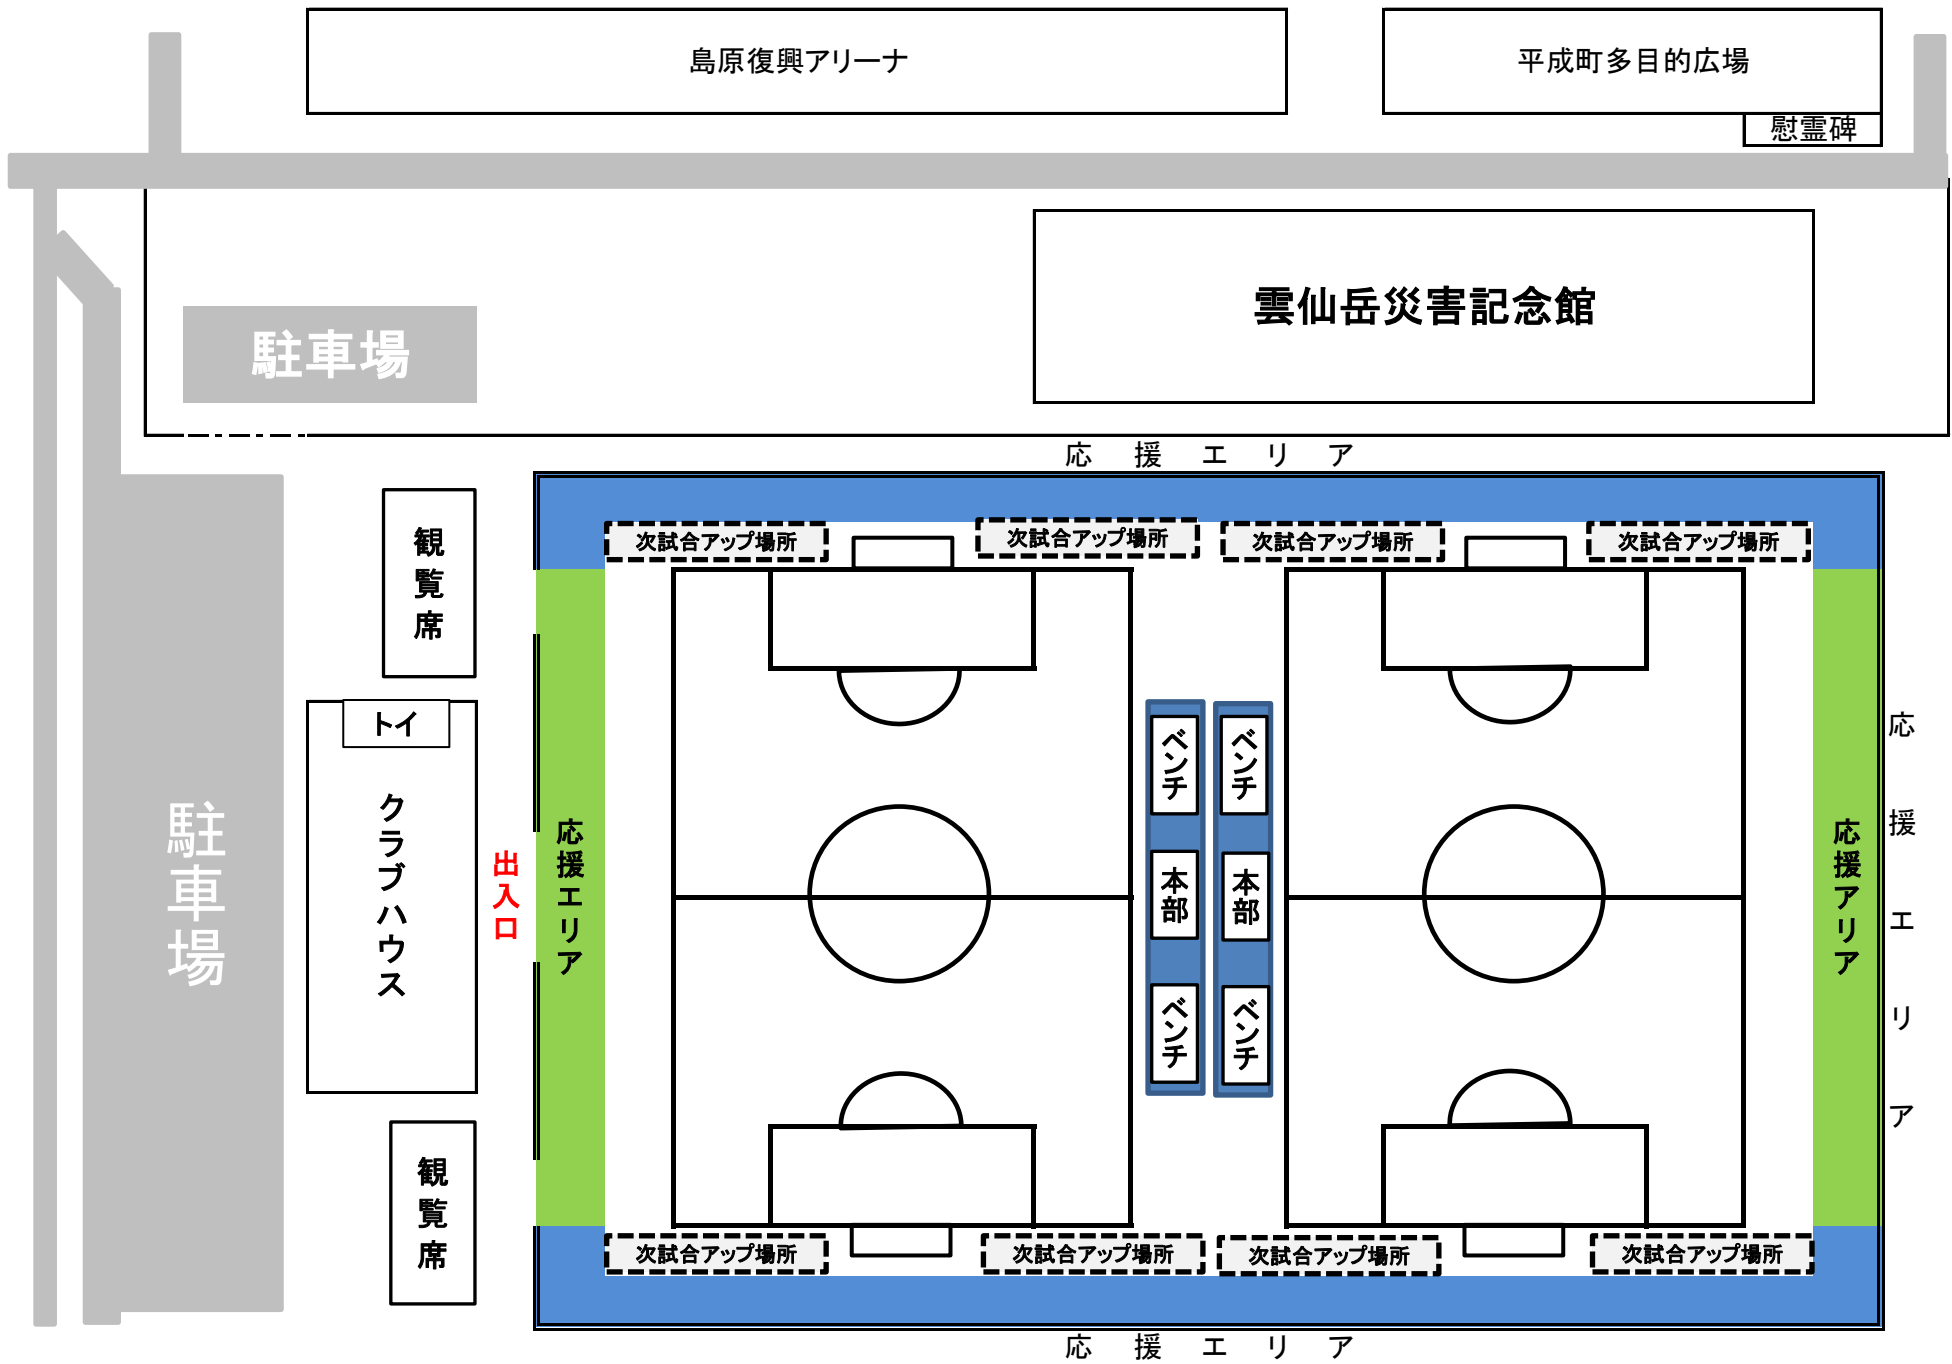 島原復興アリーナ
平成町多目的広場
慰霊碑
雲仙岳災害記念館
駐車場
応援エリア
観覧席
次試合アップ場所
次試合アップ場所
次試合アップ場所
次試合アップ場所
トイ
クラブハウス
駐車場
出入口
応援エリア
ベンチ
ベンチ
本部
本部
ベンチ
ベンチ
応援アリア
応援エリア
観覧席
次試合アップ場所
次試合アップ場所
次試合アップ場所
次試合アップ場所
応援エリア